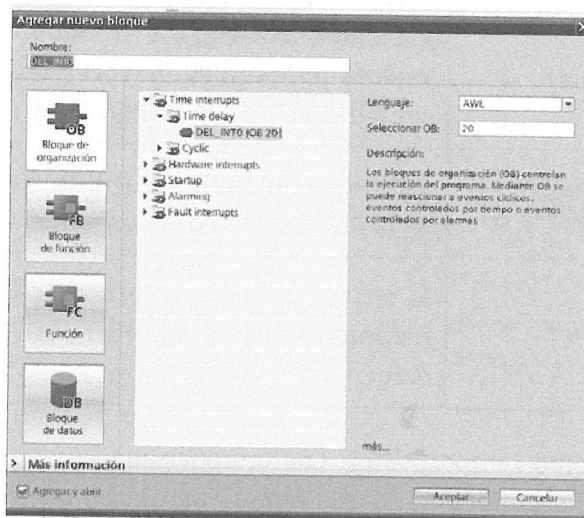 Agregar nuevo bloque
Nombre:
DEL_INT0
OB
Bloque de
organización
FB
Bloque
de función
FC
Función
DB
Bloque
de datos
Time interrupts
Time delay
DEL_INT0 (OB 20)
Cyclic
Hardware interrupts
Startup
Alarming
Fault interrupts
Lenguaje: AWL
Seleccionar OB: 20
Descripción:
Los bloques de organización (OB) controlan
la ejecución del programa. Mediante OB se
puede reaccionar a eventos cíclicos,
eventos controlados por tiempo o eventos
controlados por alarmas
más...
> Más información
Agregar y abrir
Aceptar
Cancelar